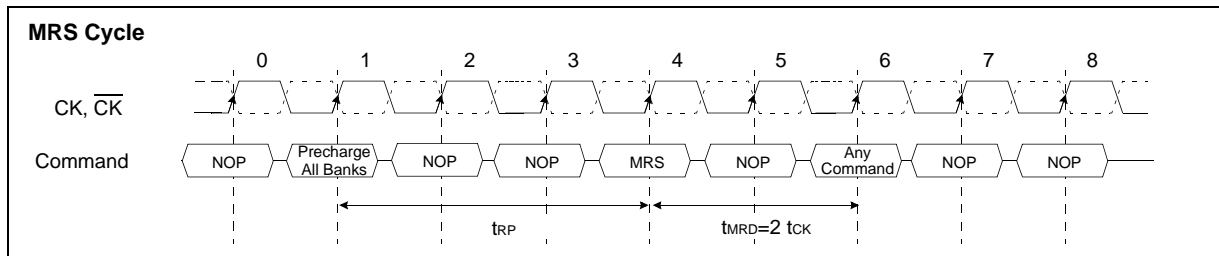 MRS Cycle
0 1 2 3 4 5 6 7 8
CK, CK
Command
NOP Precharge All Banks NOP NOP MRS NOP Any Command NOP NOP
tRP tMRD=2 tCK